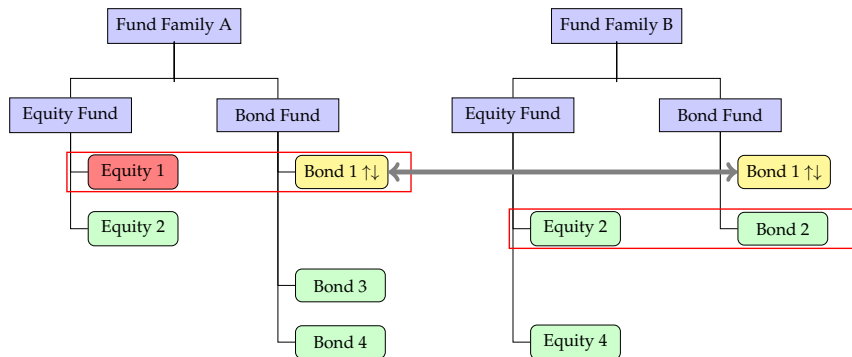 Fund Family A
Fund Family B
Equity Fund
Bond Fund
Equity Fund
Bond Fund
Equity 1
Bond 1 ↑↓
Bond 1 ↑↓
Equity 2
Equity 2
Bond 2
Bond 3
Bond 4
Equity 4